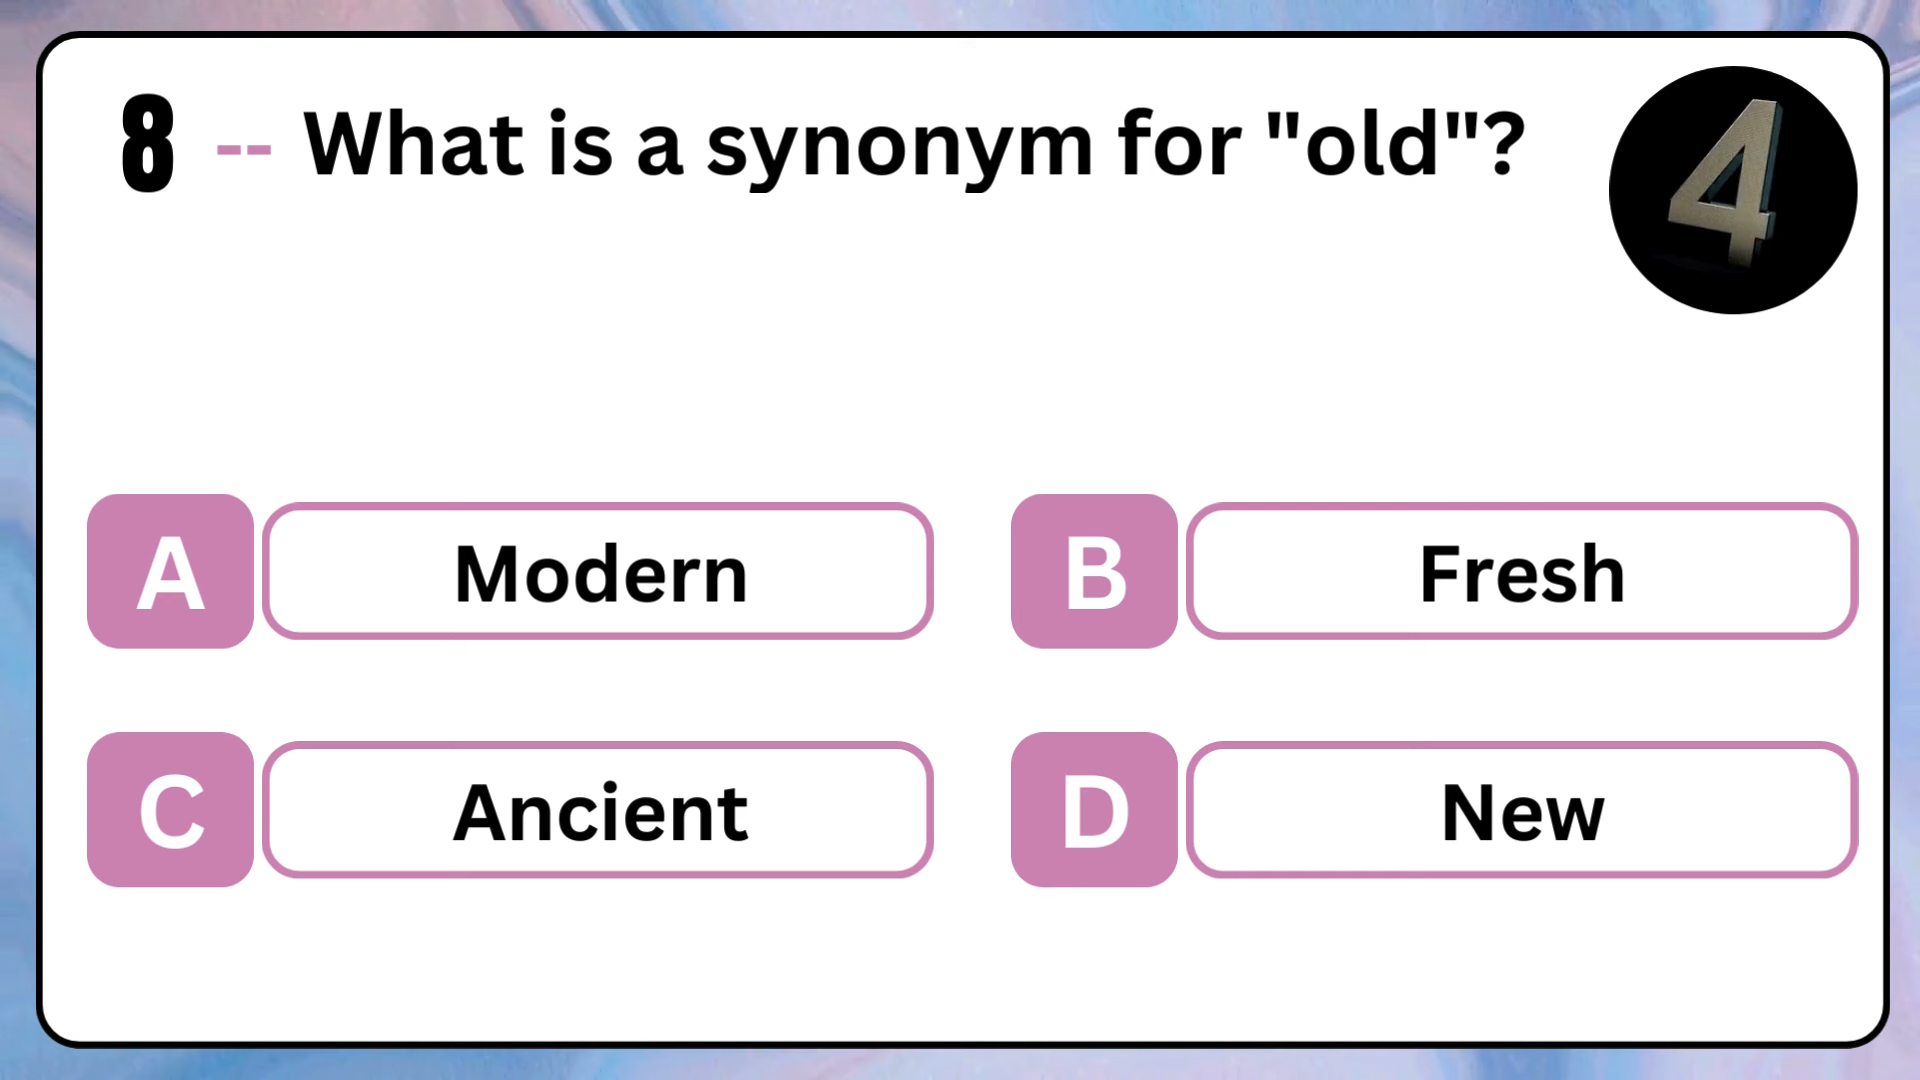 8 -- What is a synonym for "old"?
4
A Modern
B Fresh
C Ancient
D New